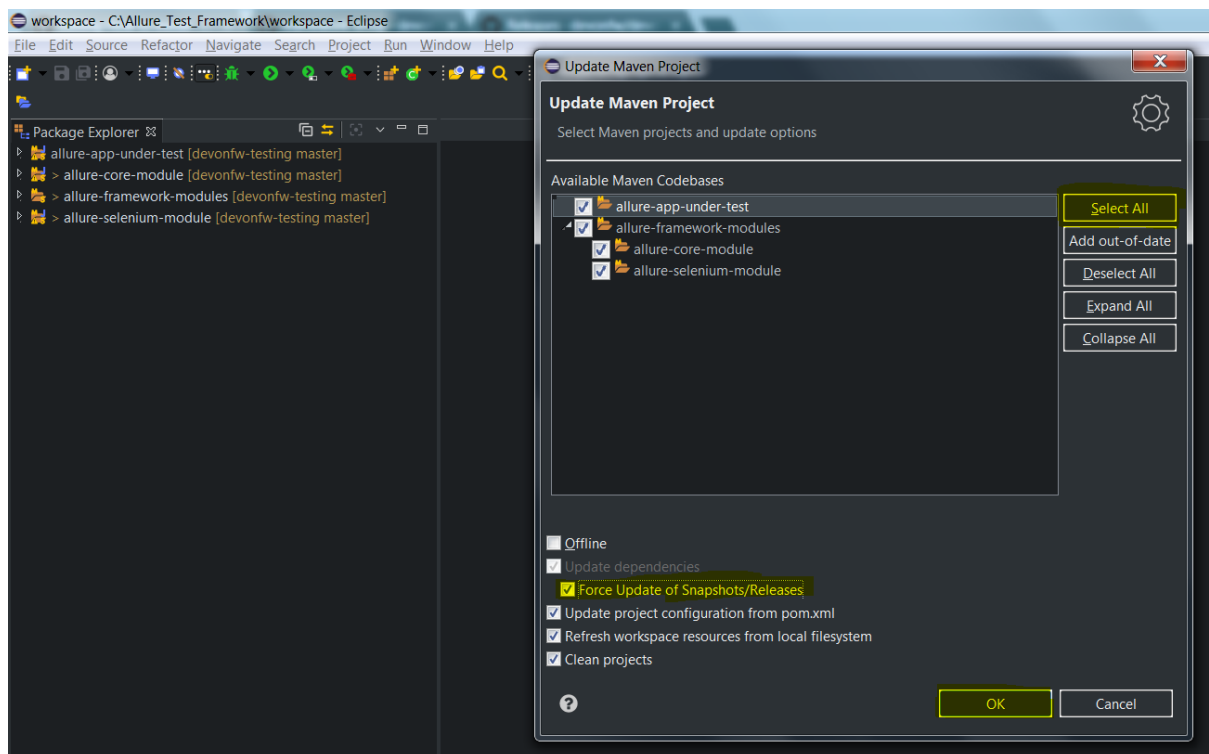 workspace - C:\Allure_Test_Framework\workspace - Eclipse
File Edit Source Refactor Navigate Search Project Run Window Help
Package Explorer
allure-app-under-test [devonfw-testing master]
> allure-core-module [devonfw-testing master]
> allure-framework-modules [devonfw-testing master]
> allure-selenium-module [devonfw-testing master]
Update Maven Project
Update Maven Project
Select Maven projects and update options
Available Maven Codebases
allure-app-under-test
allure-framework-modules
allure-core-module
allure-selenium-module
Select All
Add out-of-date
Deselect All
Expand All
Collapse All
Offline
Update dependencies
Force Update of Snapshots/Releases
Update project configuration from pom.xml
Refresh workspace resources from local filesystem
Clean projects
OK
Cancel